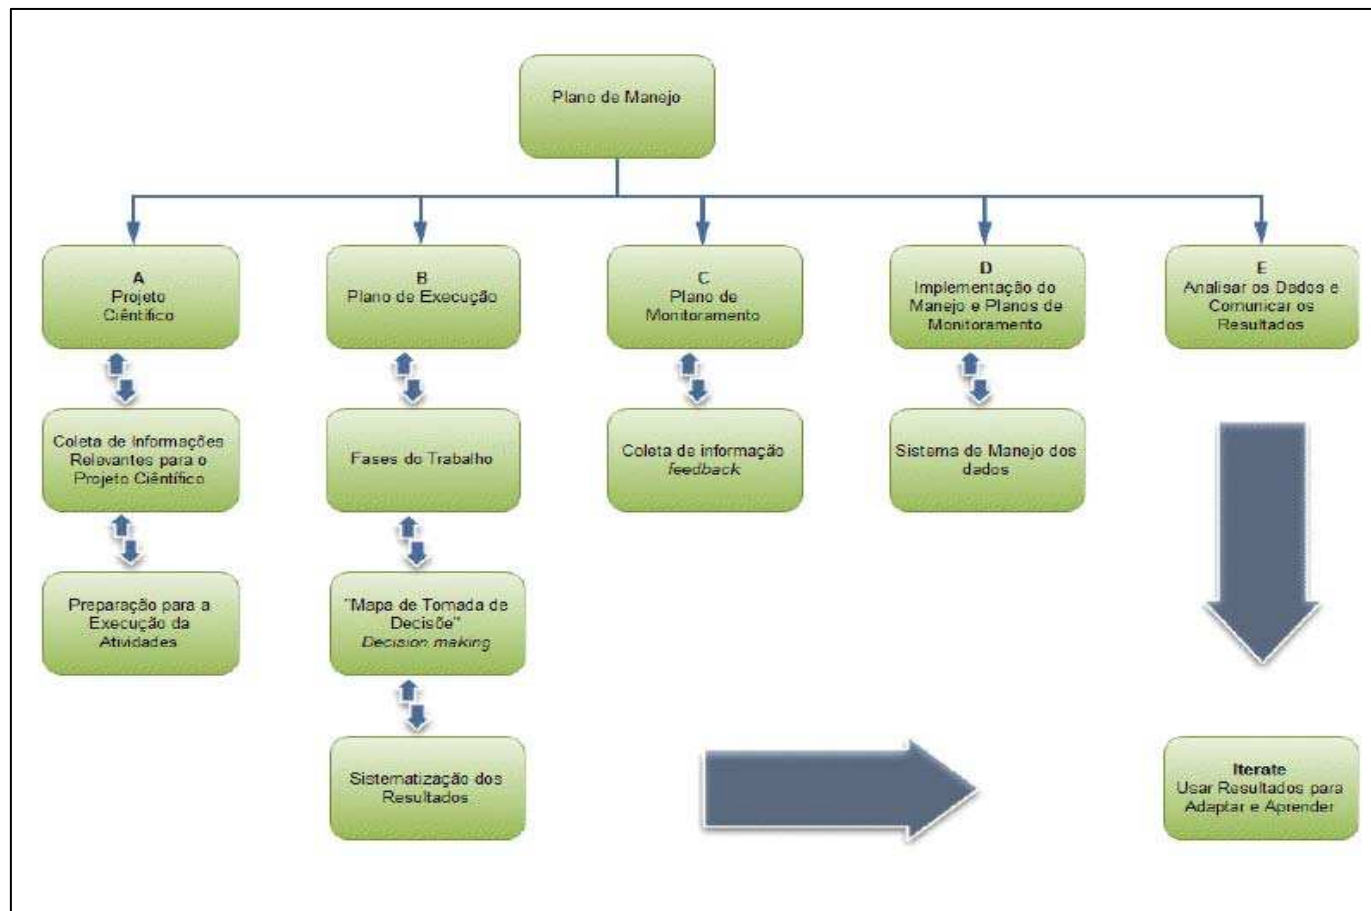 Plano de Manejo
A
Projeto
Ciêntífico
B
Plano de Execução
C
Plano de
Monitoramento
D
Implementação do
Manejo e Planos de
Monitoramento
E
Analisar os Dados e
Comunicar os
Resultados
Coleta de Informações
Relevantes para o
Projeto Ciêntífico
Fases do Trabalho
Coleta de informação
feedback
Sistema de Manejo dos
dados
Preparação para a
Execução da
Atividades
"Mapa de Tomada de
Decisõe"
Decision making
Sistematização dos
Resultados
Iterate
Usar Resultados para
Adaptar e Aprender